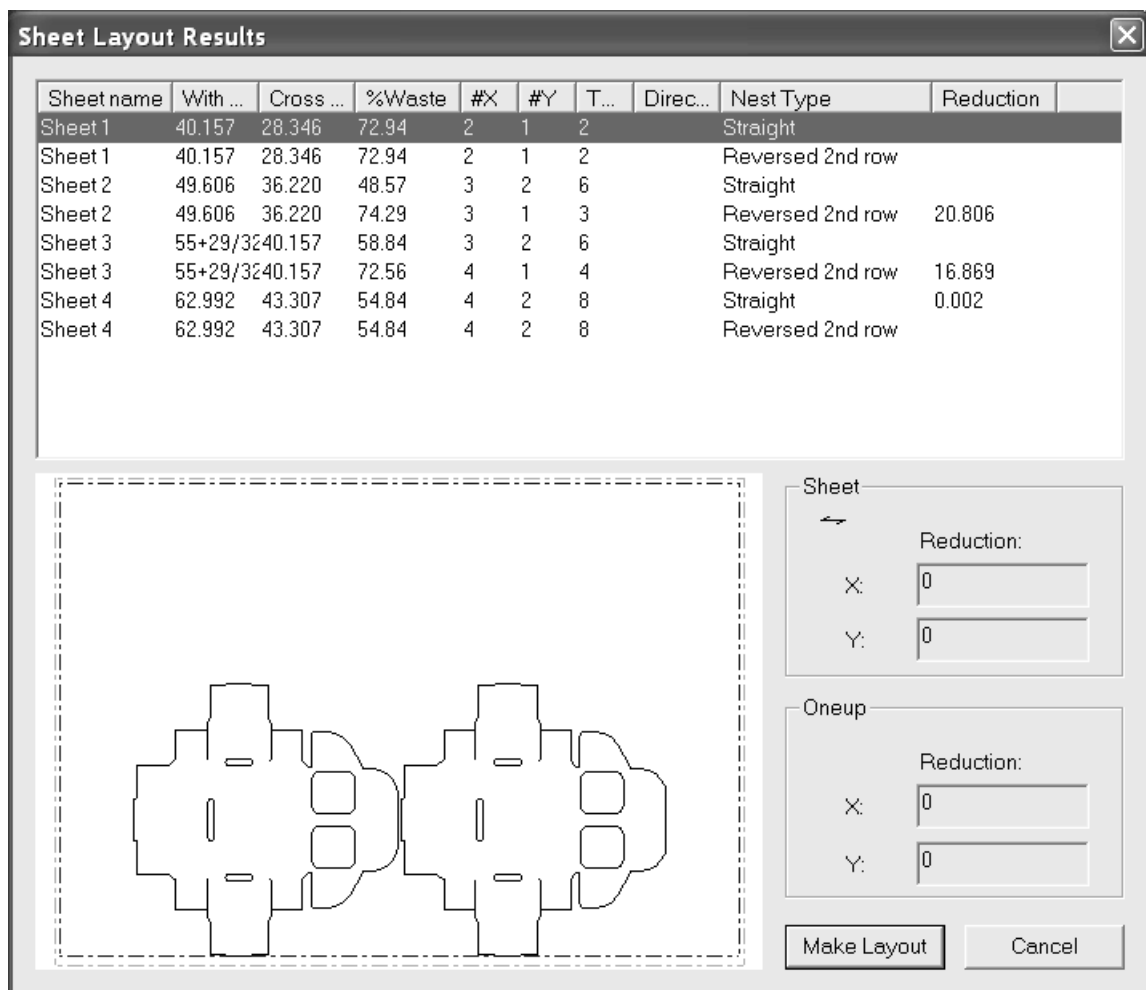 Sheet Layout Results
Sheet name With ... Cross ... %Waste #X #Y T... Direc... Nest Type Reduction
Sheet 1 40.157 28.346 72.94 2 1 2 Straight
Sheet 1 40.157 28.346 72.94 2 1 2 Reversed 2nd row
Sheet 2 49.606 36.220 48.57 3 2 6 Straight
Sheet 2 49.606 36.220 74.29 3 1 3 Reversed 2nd row 20.806
Sheet 3 55+29/3240.157 58.84 3 2 6 Straight
Sheet 3 55+29/3240.157 72.56 4 1 4 Reversed 2nd row 16.869
Sheet 4 62.992 43.307 54.84 4 2 8 Straight 0.002
Sheet 4 62.992 43.307 54.84 4 2 8 Reversed 2nd row
Sheet
Reduction:
X: 0
Y: 0
Oneup
Reduction:
X: 0
Y: 0
Make Layout Cancel